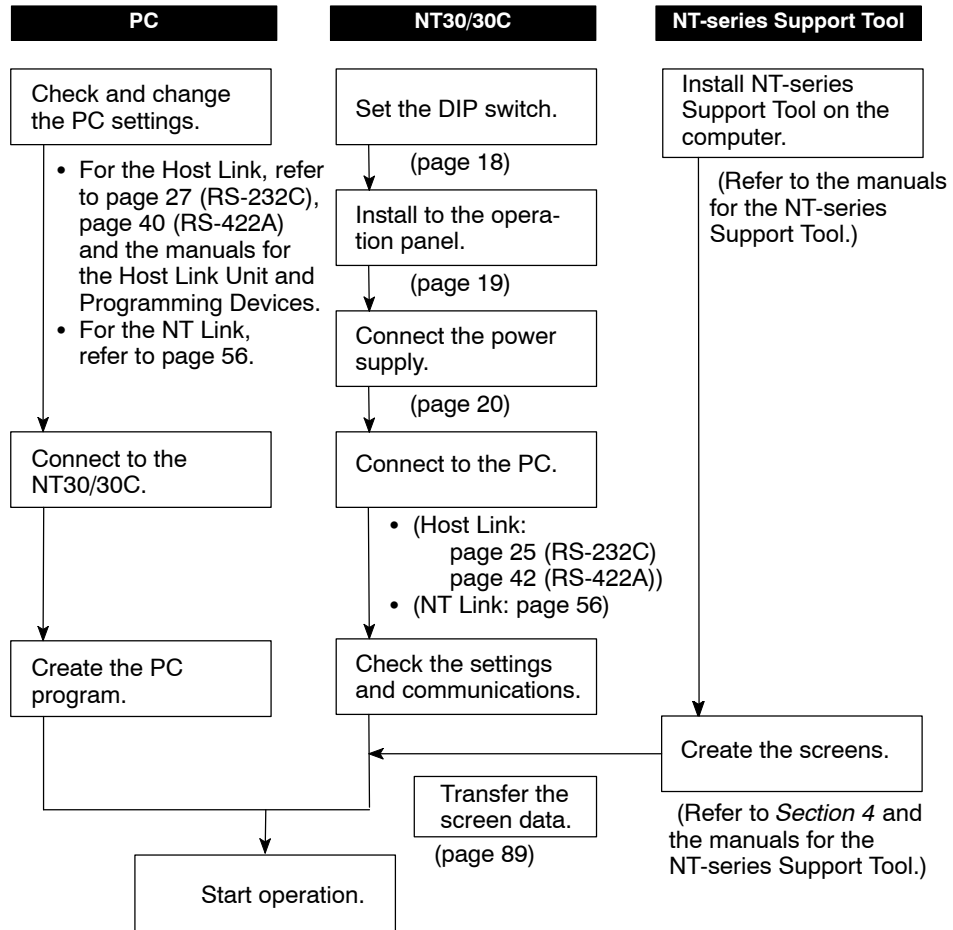 PC
Check and change
the PC settings.
• For the Host Link, refer
to page 27 (RS-232C),
page 40 (RS-422A)
and the manuals for
the Host Link Unit and
Programming Devices.
• For the NT Link,
refer to page 56.
Connect to the
NT30/30C.
Create the PC
program.
NT30/30C
Set the DIP switch.
(page 18)
Install to the opera-
tion panel.
(page 19)
Connect the power
supply.
(page 20)
Connect to the PC.
• (Host Link:
page 25 (RS-232C)
page 42 (RS-422A))
• (NT Link: page 56)
Check the settings
and communications.
NT-series Support Tool
Install NT-series
Support Tool on the
computer.
(Refer to the manuals
for the NT-series
Support Tool.)
Create the screens.
(Refer to Section 4 and
the manuals for the
NT-series Support Tool.)
Transfer the
screen data.
(page 89)
Start operation.